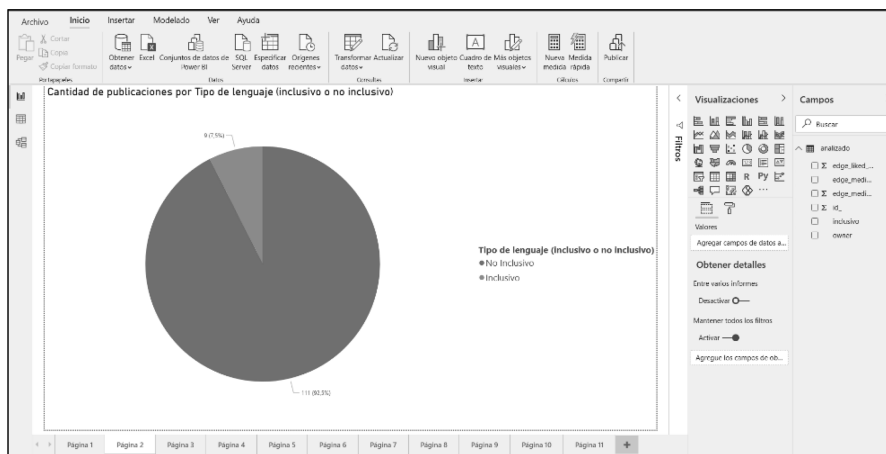 Archivo Inicio Insertar Modelado Ver Ayuda
Pegar
Cortar
Copiar
Copiar formato
Portapapeles
Obtener datos
Excel
Conjuntos de datos de Power BI
SQL Server
Especificar datos
Orígenes recientes
Datos
Transformar datos
Actualizar
Consultas
Nuevo objeto visual
Cuadro de texto
Más objetos visuales
Insertar
Nueva medida
Medida rápida
Cálculos
Publicar
Compartir
Cantidad de publicaciones por Tipo de lenguaje (inclusivo o no inclusivo)
9 (7,5%)
111 (92,5%)
Tipo de lenguaje (inclusivo o no inclusivo)
No Inclusivo
Inclusivo
Filtros
Visualizaciones
R Py
Valores
Agregar campos de datos a...
Obtener detalles
Entre varios informes
Desactivar
Mantener todos los filtros
Activar
Agregue los campos de ob...
Campos
Buscar
analizado
Σ edge_liked_...
edge_medi...
Σ edge_medi...
Σ id_
inclusivo
owner
Página 1 Página 2 Página 3 Página 4 Página 5 Página 6 Página 7 Página 8 Página 9 Página 10 Página 11 +